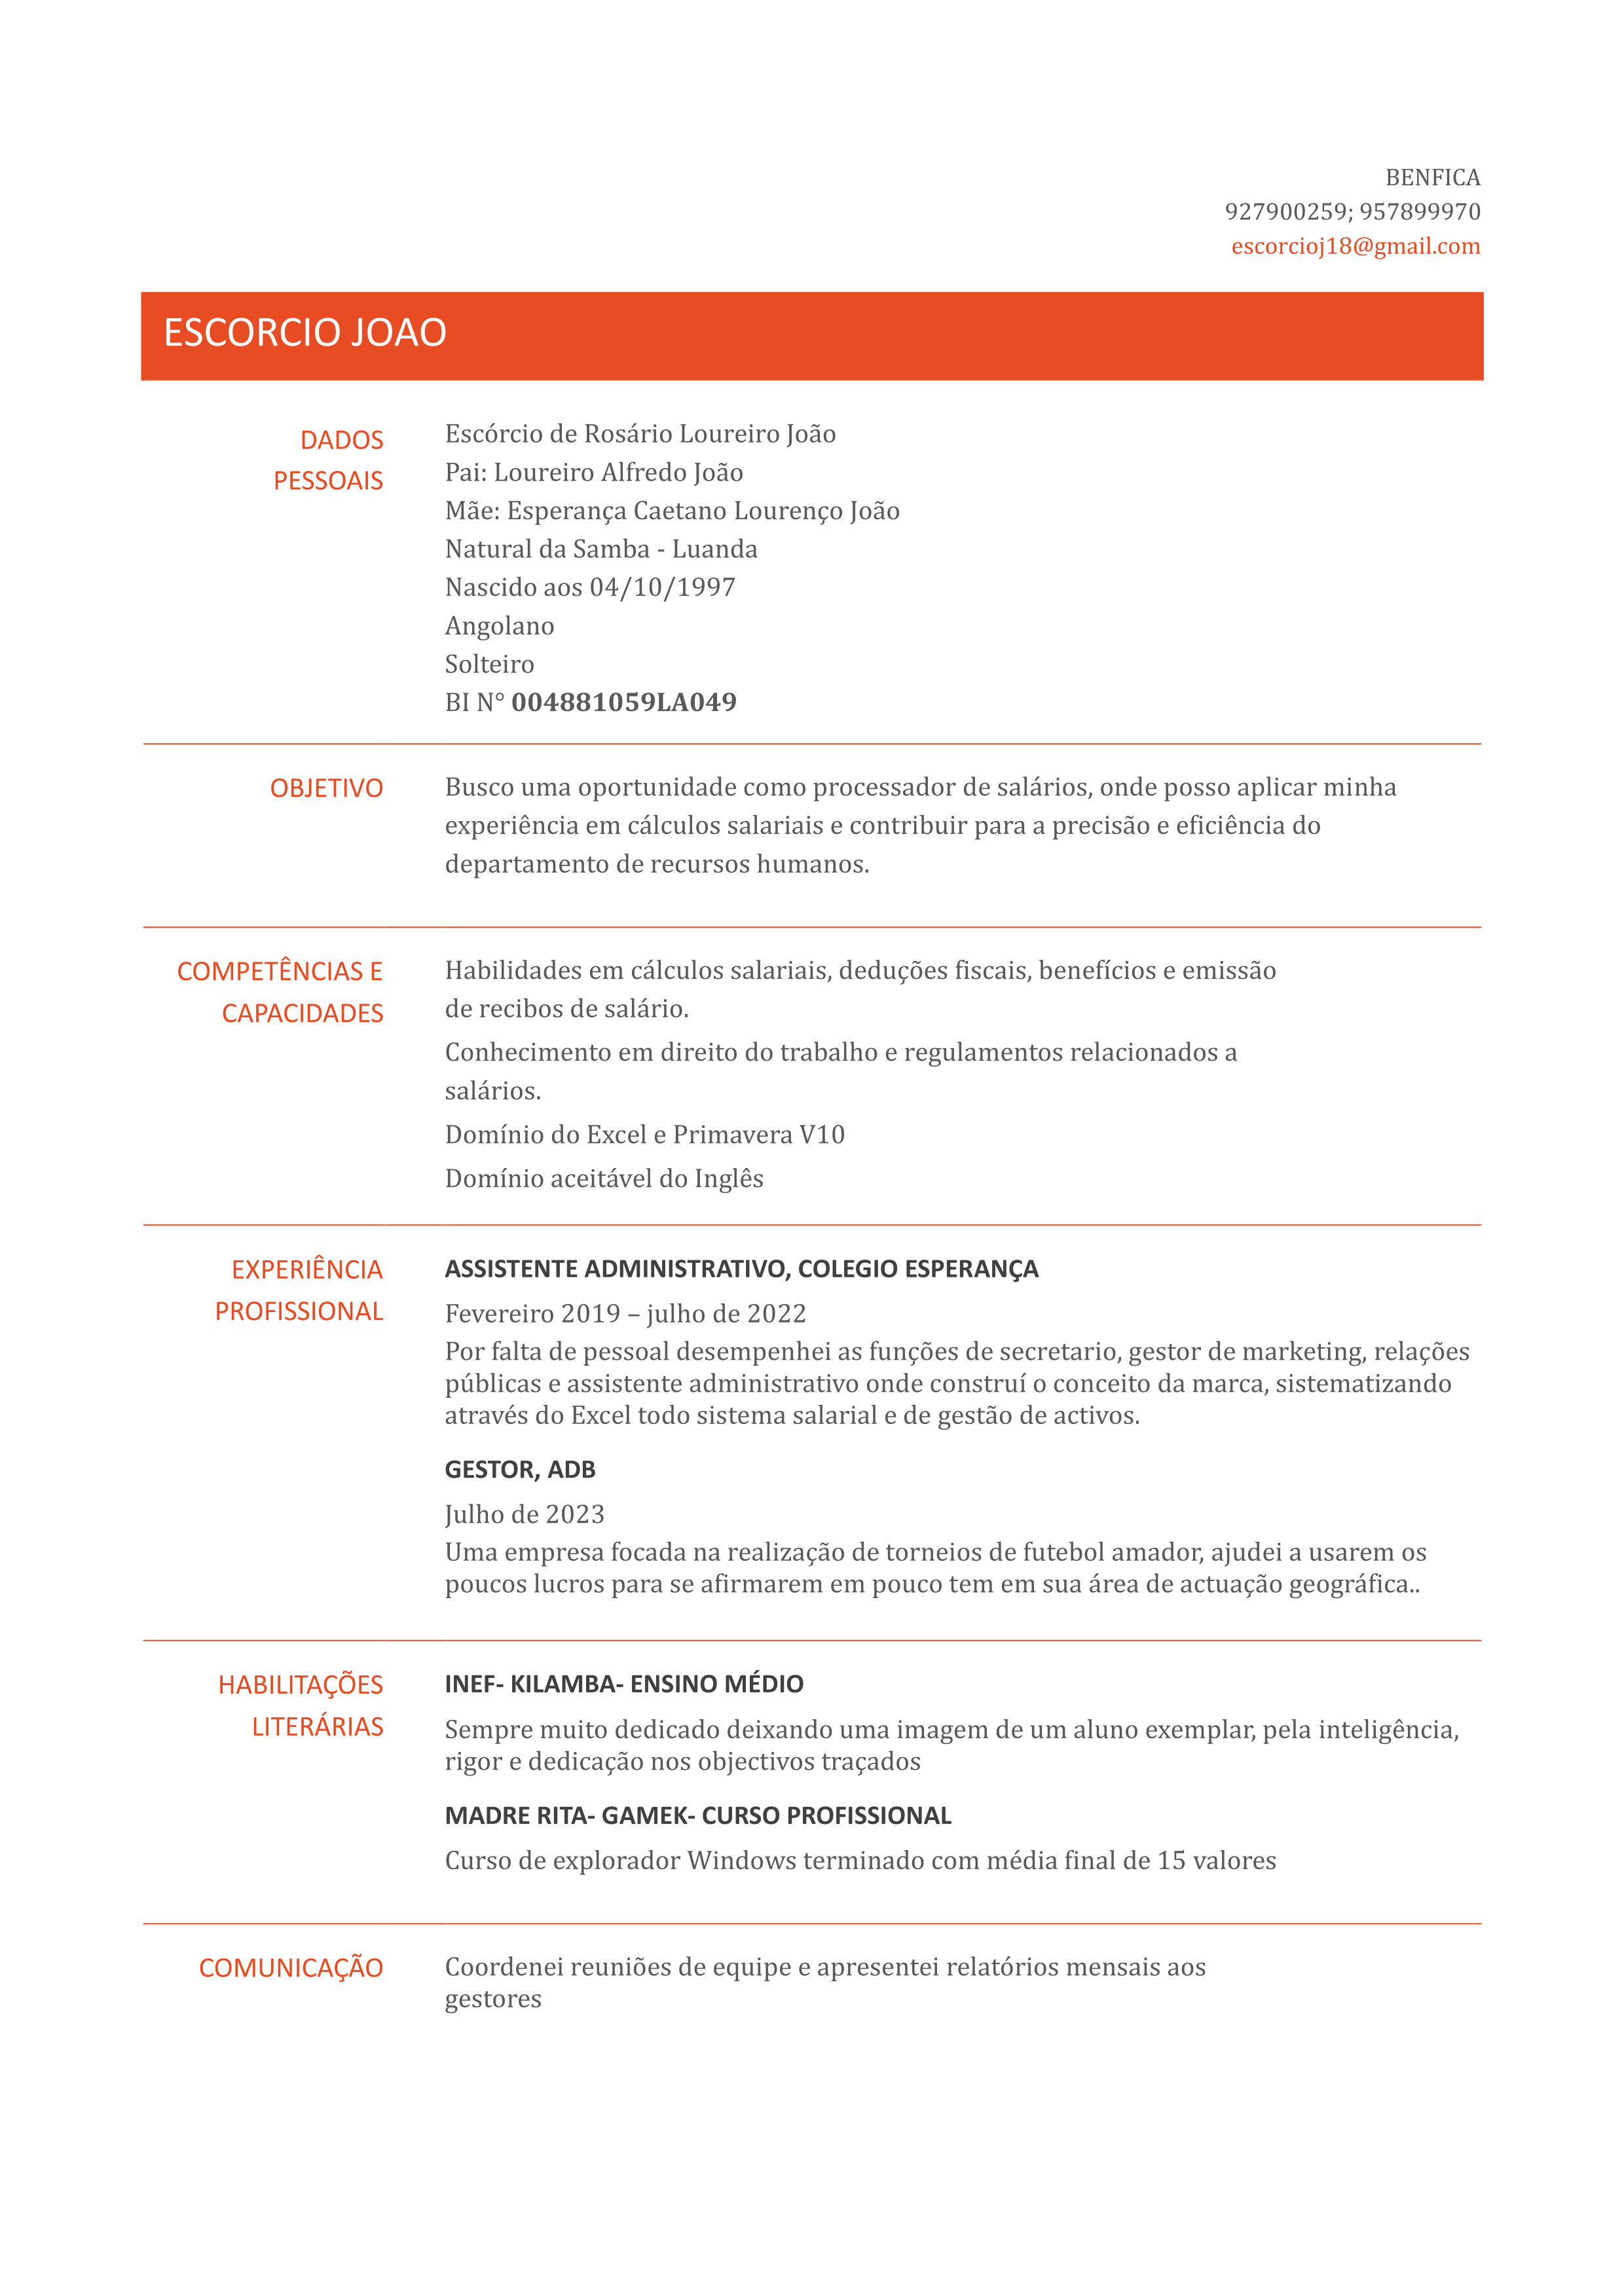 BENFICA
927900259; 957899970
escorcioj18@gmail.com
ESCORCIO JOAO
DADOS
PESSOAIS
Escórcio de Rosário Loureiro João
Pai: Loureiro Alfredo João
Mãe: Esperança Caetano Lourenço João
Natural da Samba - Luanda
Nascido aos 04/10/1997
Angolano
Solteiro
BI N° 004881059LA049
OBJETIVO
Busco uma oportunidade como processador de salários, onde posso aplicar minha
experiência em cálculos salariais e contribuir para a precisão e eficiência do
departamento de recursos humanos.
COMPETÊNCIAS E
CAPACIDADES
Habilidades em cálculos salariais, deduções fiscais, benefícios e emissão
de recibos de salário.
Conhecimento em direito do trabalho e regulamentos relacionados a
salários.
Domínio do Excel e Primavera V10
Domínio aceitável do Inglês
EXPERIÊNCIA
PROFISSIONAL
ASSISTENTE ADMINISTRATIVO, COLEGIO ESPERANÇA
Fevereiro 2019 – julho de 2022
Por falta de pessoal desempenhei as funções de secretario, gestor de marketing, relações
públicas e assistente administrativo onde construí o conceito da marca, sistematizando
através do Excel todo sistema salarial e de gestão de activos.
GESTOR, ADB
Julho de 2023
Uma empresa focada na realização de torneios de futebol amador, ajudei a usarem os
poucos lucros para se afirmarem em pouco tem em sua área de actuação geográfica..
HABILITAÇÕES
LITERÁRIAS
INEF- KILAMBA- ENSINO MÉDIO
Sempre muito dedicado deixando uma imagem de um aluno exemplar, pela inteligência,
rigor e dedicação nos objectivos traçados
MADRE RITA- GAMEK- CURSO PROFISSIONAL
Curso de explorador Windows terminado com média final de 15 valores
COMUNICAÇÃO
Coordenei reuniões de equipe e apresentei relatórios mensais aos
gestores